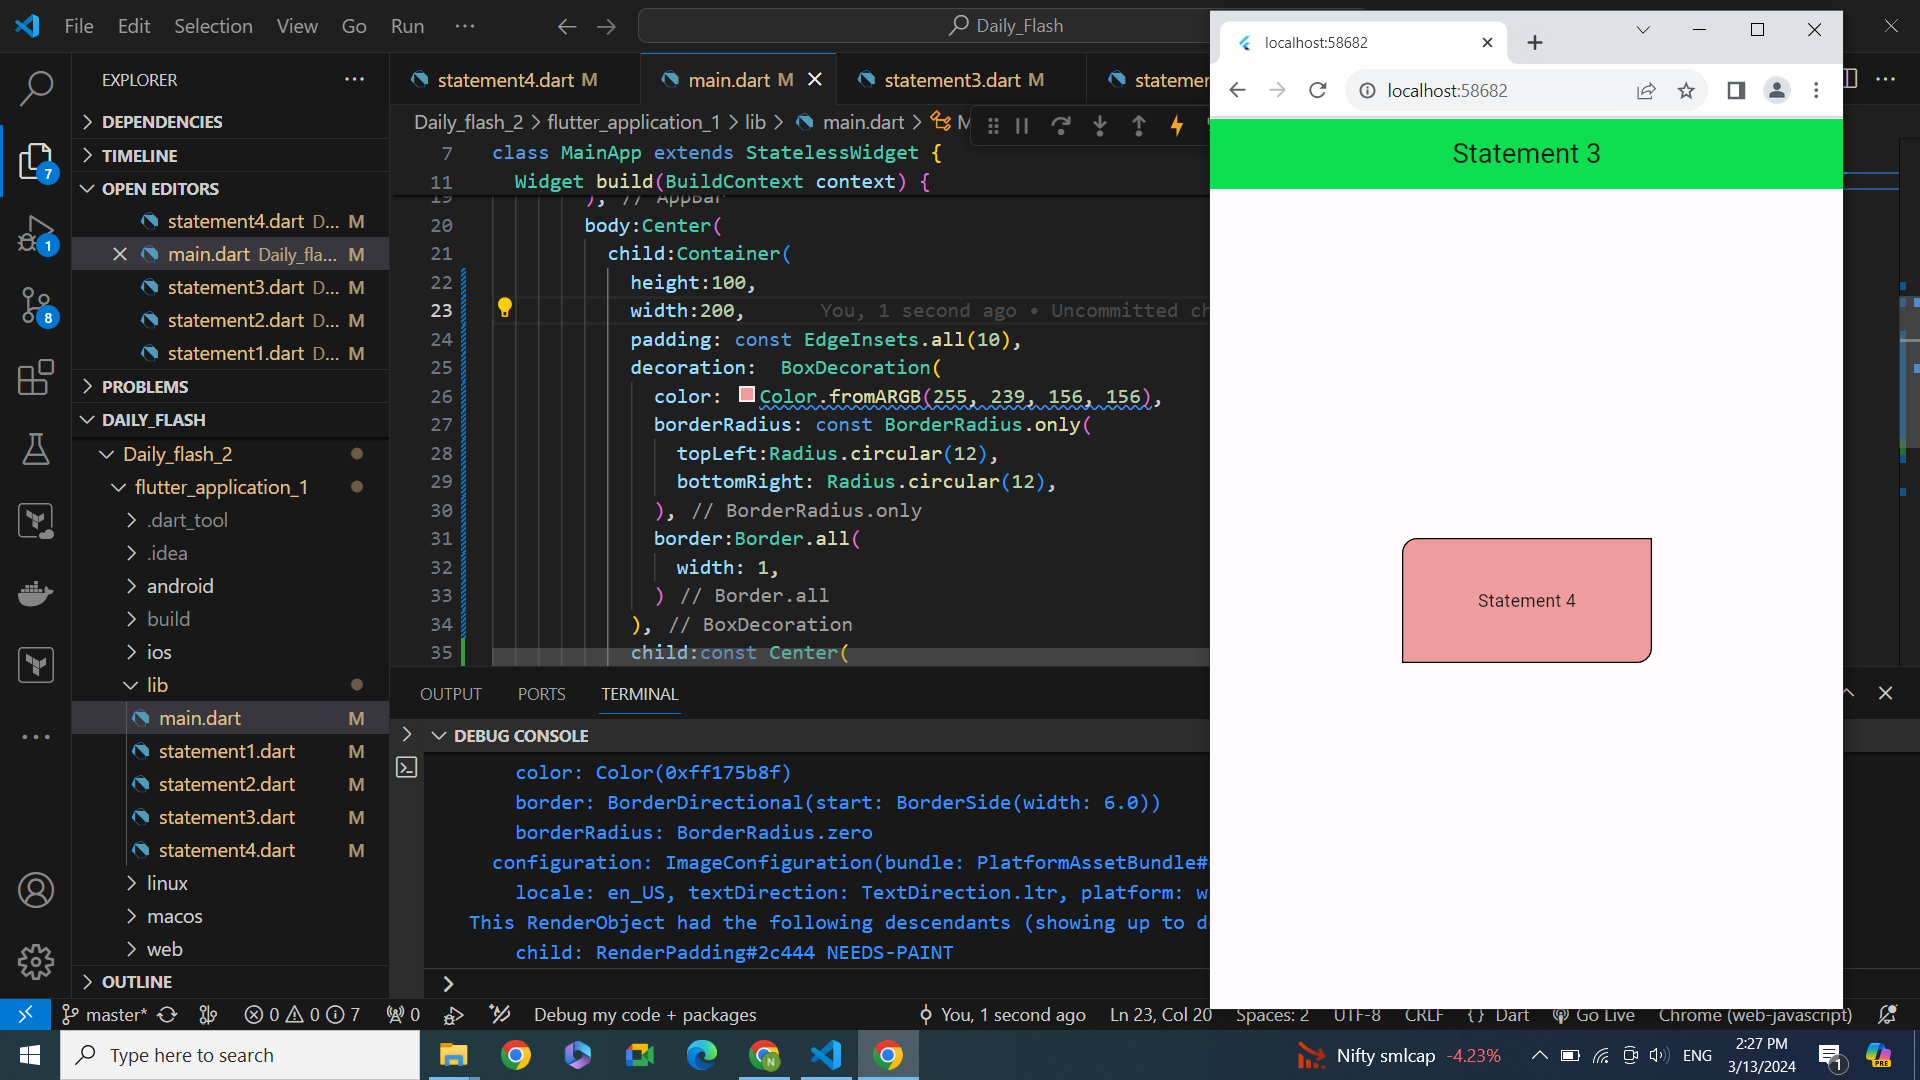 File Edit Selection View Go Run ··· Daily_Flash
EXPLORER
DEPENDENCIES
TIMELINE
OPEN EDITORS
statement4.dart D... M
main.dart Daily_fla... M
statement3.dart D... M
statement2.dart D... M
statement1.dart D... M
PROBLEMS
DAILY_FLASH
Daily_flash_2
flutter_application_1
.dart_tool
.idea
android
build
ios
lib
main.dart M
statement1.dart M
statement2.dart M
statement3.dart M
statement4.dart M
linux
macos
web
OUTLINE
7
1
8
statement4.dart M main.dart M statement3.dart M
Daily_flash_2 > flutter_application_1 > lib > main.dart >
7 class MainApp extends StatelessWidget {
11 Widget build(BuildContext context) {
19 ), // AppBar
20 body:Center(
21 child:Container(
22 height:100,
23 width:200, You, 1 second ago • Uncommitted
24 padding: const EdgeInsets.all(10),
25 decoration: BoxDecoration(
26 color: Color.fromARGB(255, 239, 156, 156),
27 borderRadius: const BorderRadius.only(
28 topLeft:Radius.circular(12),
29 bottomRight: Radius.circular(12),
30 ), // BorderRadius.only
31 border:Border.all(
32 width: 1,
33 ) // Border.all
34 ), // BoxDecoration
35 child:const Center(
OUTPUT PORTS TERMINAL
DEBUG CONSOLE
color: Color(0xff175b8f)
border: BorderDirectional(start: BorderSide(width: 6.0))
borderRadius: BorderRadius.zero
configuration: ImageConfiguration(bundle: PlatformAssetBundle#
locale: en_US, textDirection: TextDirection.ltr, platform: w
This RenderObject had the following descendants (showing up to d
child: RenderPadding#2c444 NEEDS-PAINT
localhost:58682
localhost:58682
Statement 3
Statement 4
master* 0 0 7 0 Debug my code + packages You, 1 second ago Ln 23, Col 20 Spaces: 2 UTF-8 CRLF {} Dart Go Live Chrome (web-javascript)
Type here to search
Nifty smlcap -4.23% ENG
2:27 PM
3/13/2024
1
PRE